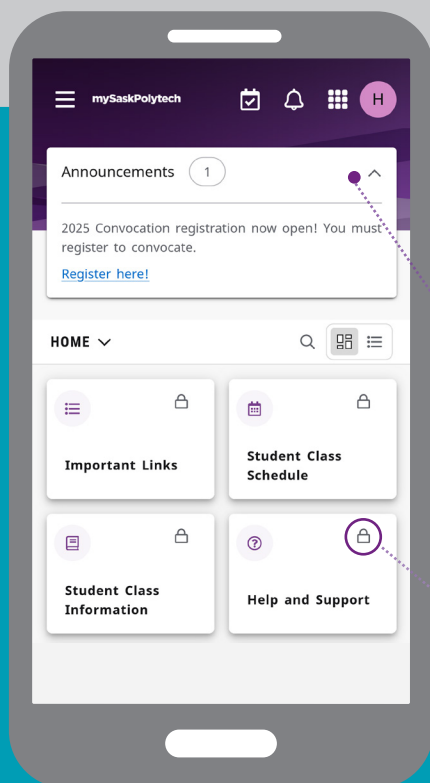 mySaskPolytech
H
Announcements 1
2025 Convocation registration now open! You must
register to convocate.
Register here!
HOME
Important Links
Student Class
Schedule
Student Class
Information
Help and Support